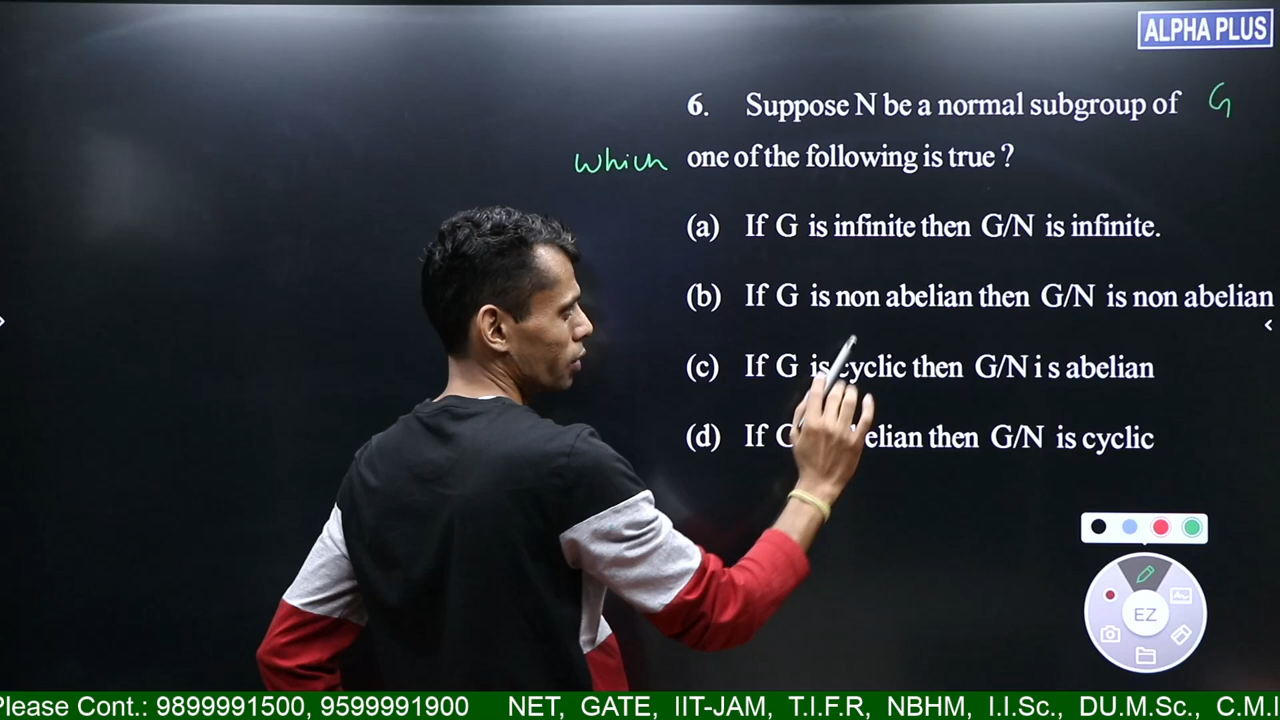 ALPHA PLUS
6. Suppose N be a normal subgroup of G
which one of the following is true ?
(a) If G is infinite then G/N is infinite.
(b) If G is non abelian then G/N is non abelian
(c) If G is cyclic then G/N i s abelian
(d) If G elian then G/N is cyclic
EZ
Please Cont.: 9899991500, 9599991900 NET, GATE, IIT-JAM, T.I.F.R, NBHM, I.I.Sc., DU.M.Sc., C.M.I